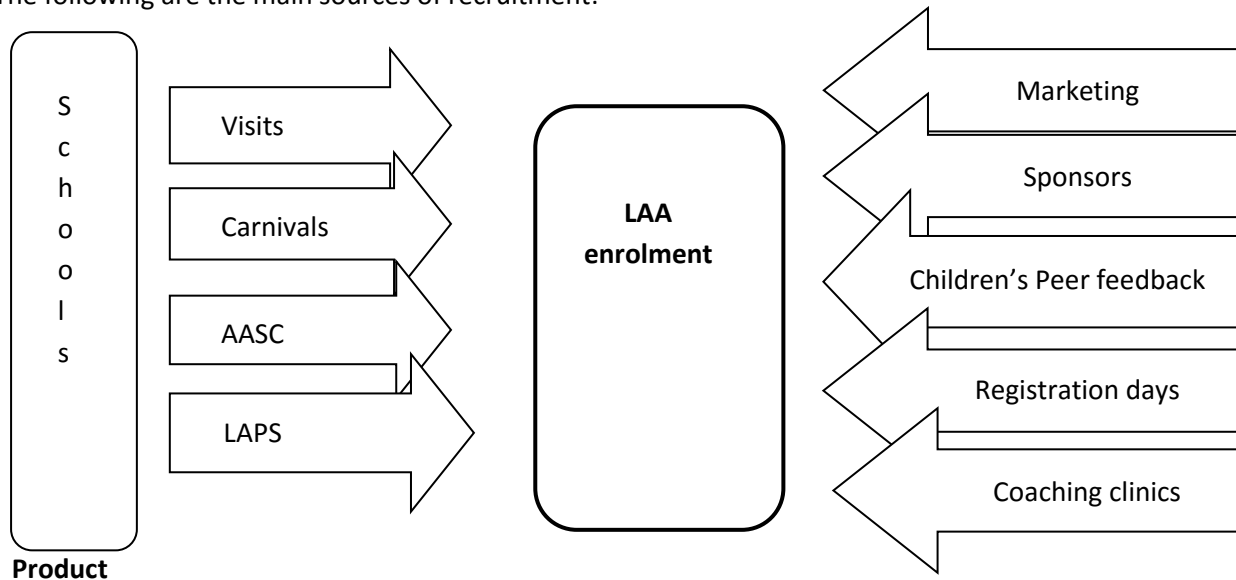 The following are the main sources of recruitment:
Schools
Visits
Carnivals
AASC
LAPS
LAA
enrolment
Marketing
Sponsors
Children's Peer feedback
Registration days
Coaching clinics
Product